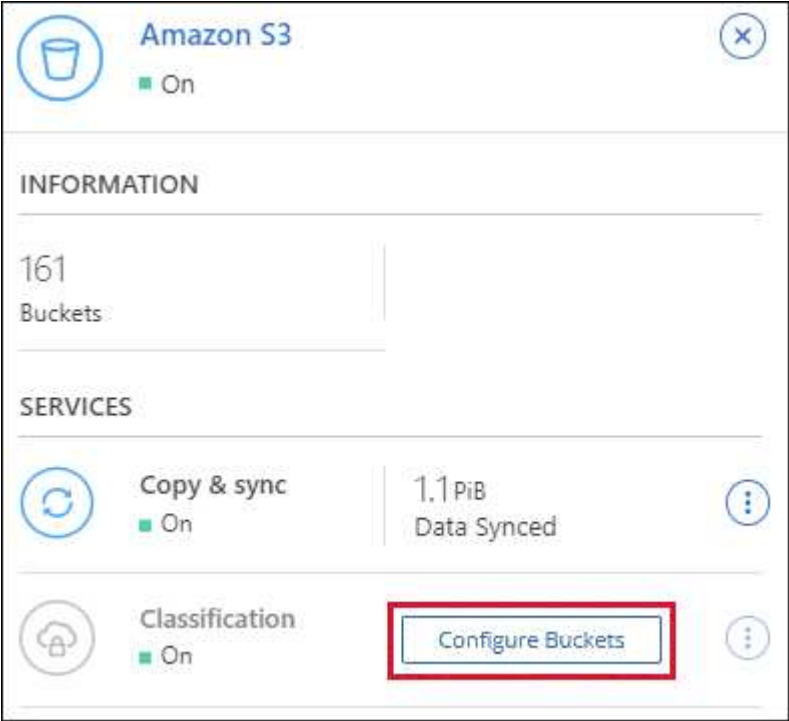 Amazon S3
On
INFORMATION
161
Buckets
SERVICES
Copy & sync
On
1.1 PiB
Data Synced
Classification
On
Configure Buckets